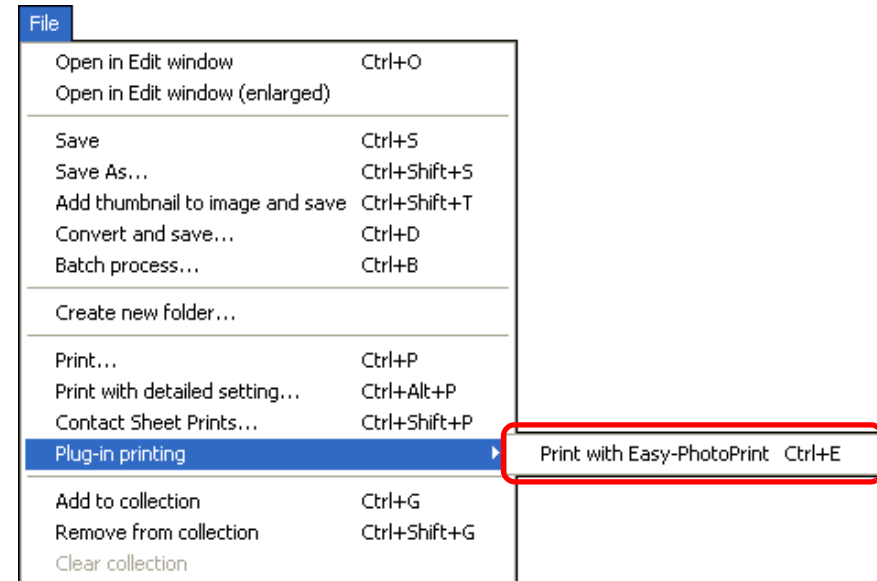 File
Open in Edit window Ctrl+O
Open in Edit window (enlarged)
Save Ctrl+S
Save As... Ctrl+Shift+S
Add thumbnail to image and save Ctrl+Shift+T
Convert and save... Ctrl+D
Batch process... Ctrl+B
Create new folder...
Print... Ctrl+P
Print with detailed setting... Ctrl+Alt+P
Contact Sheet Prints... Ctrl+Shift+P
Plug-in printing Print with Easy-PhotoPrint Ctrl+E
Add to collection Ctrl+G
Remove from collection Ctrl+Shift+G
Clear collection